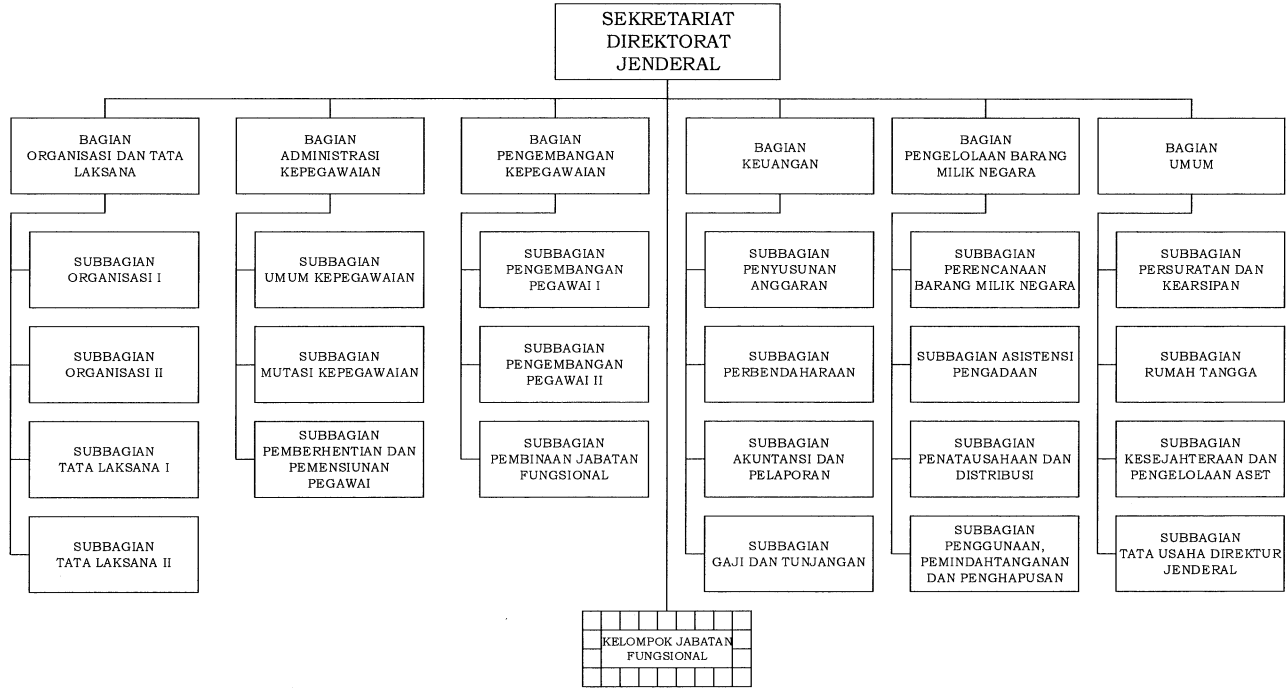 SEKRETARIAT
DIREKTORAT
JENDERAL
BAGIAN
ORGANISASI DAN TATA
LAKSANA
BAGIAN
ADMINISTRASI
KEPEGAWAIAN
BAGIAN
PENGEMBANGAN
KEPEGAWAIAN
BAGIAN
KEUANGAN
BAGIAN
PENGELOLAAN BARANG
MILIK NEGARA
BAGIAN
UMUM
SUBBAGIAN
ORGANISASI I
SUBBAGIAN
UMUM KEPEGAWAIAN
SUBBAGIAN
PENGEMBANGAN
PEGAWAI I
SUBBAGIAN
PENYUSUNAN
ANGGARAN
SUBBAGIAN
PERENCANAAN
BARANG MILIK NEGARA
SUBBAGIAN
PERSURATAN DAN
KEARSIPAN
SUBBAGIAN
ORGANISASI II
SUBBAGIAN
MUTASI KEPEGAWAIAN
SUBBAGIAN
PENGEMBANGAN
PEGAWAI II
SUBBAGIAN
PERBENDAHARAAN
SUBBAGIAN ASISTENSI
PENGADAAN
SUBBAGIAN
RUMAH TANGGA
SUBBAGIAN
TATA LAKSANA I
SUBBAGIAN
PEMBERHENTIAN DAN
PEMENSIUNAN
PEGAWAI
SUBBAGIAN
PEMBINAAN JABATAN
FUNGSIONAL
SUBBAGIAN
AKUNTANSI DAN
PELAPORAN
SUBBAGIAN
PENATAUSAHAAN DAN
DISTRIBUSI
SUBBAGIAN
KESEJAHTERAAN DAN
PENGELOLAAN ASET
SUBBAGIAN
TATA LAKSANA II
SUBBAGIAN
GAJI DAN TUNJANGAN
SUBBAGIAN
PENGGUNAAN,
PEMINDAHTANGANAN
DAN PENGHAPUSAN
SUBBAGIAN
TATA USAHA DIREKTUR
JENDERAL
KELOMPOK JABATAN
FUNGSIONAL